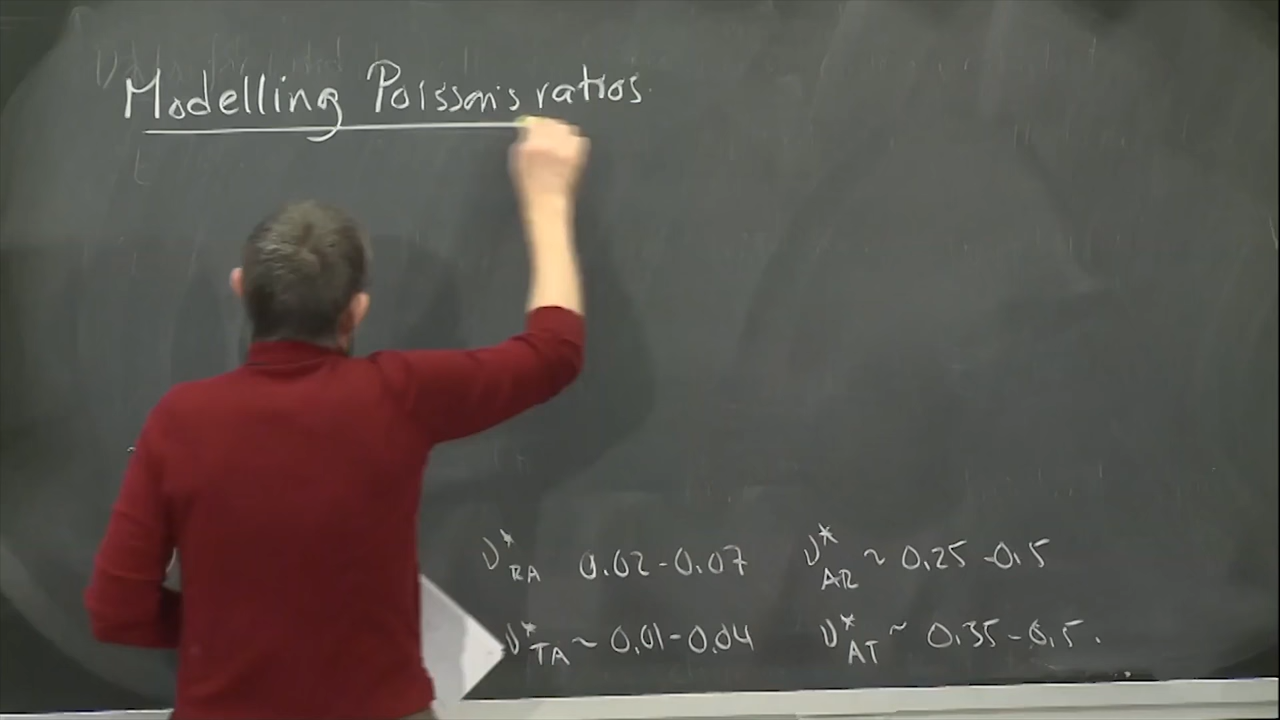 Modelling Poisson's ratios
ν*RA 0.02-0.07 ν*AR ~ 0.25-0.5
ν*TA ~ 0.01-0.04 ν*AT ~ 0.35-0.5.